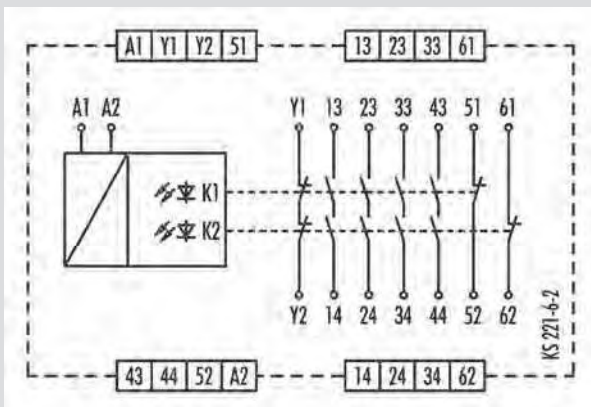 A1 Y1 Y2 51 13 23 33 61
A1 A2 Y1 13 23 33 43 51 61
K1
K2
Y2 14 24 34 44 52 62
KS 221-6-2
43 44 52 A2 14 24 34 62